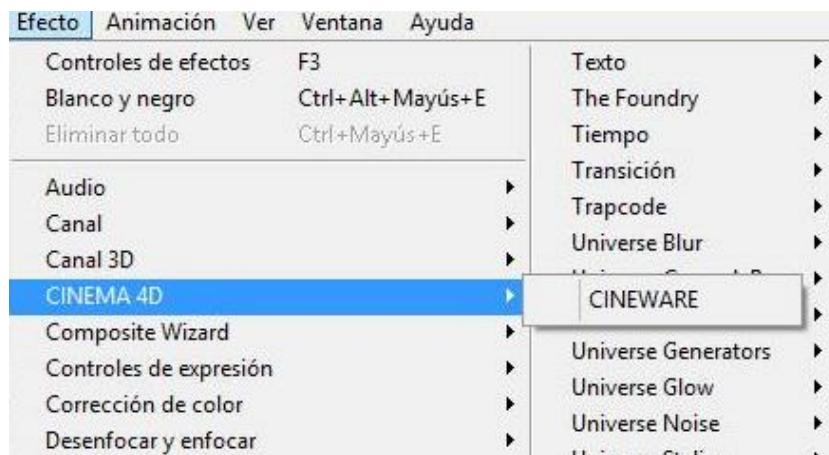 Efecto Animación Ver Ventana Ayuda
Controles de efectos F3
Blanco y negro Ctrl+Alt+Mayús+E
Eliminar todo Ctrl+Mayús+E
Audio
Canal
Canal 3D
CINEMA 4D
Composite Wizard
Controles de expresión
Corrección de color
Desenfocar y enfocar
Texto
The Foundry
Tiempo
Transición
Trapcode
Universe Blur
CINEWARE
Universe Generators
Universe Glow
Universe Noise